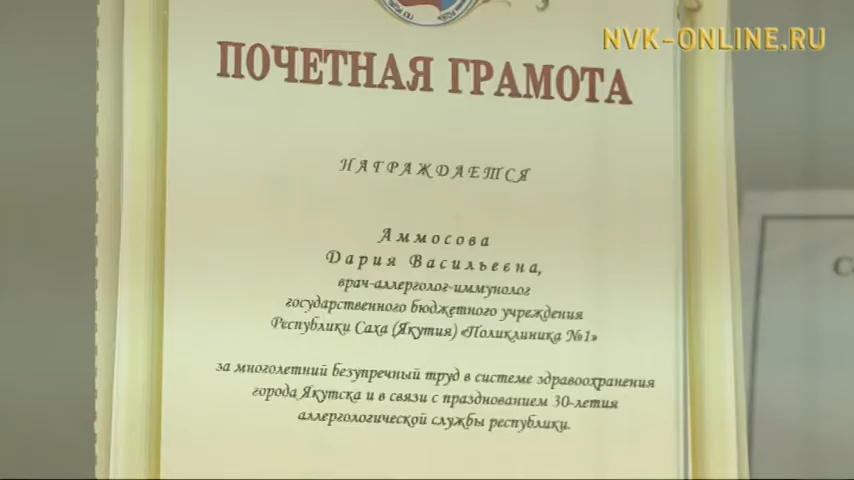 NVK-ONLINE.RU
ПОЧЕТНАЯ ГРАМОТА
НАГРАЖДАЕТСЯ
Аммосова
Дария Васильевна,
врач-аллерголог-иммунолог
государственного бюджетного учреждения
Республики Саха (Якутия) «Поликлиника №1»
за многолетний безупречный труд в системе здравоохранения
города Якутска и в связи с празднованием 30-летия
аллергологической службы республики.